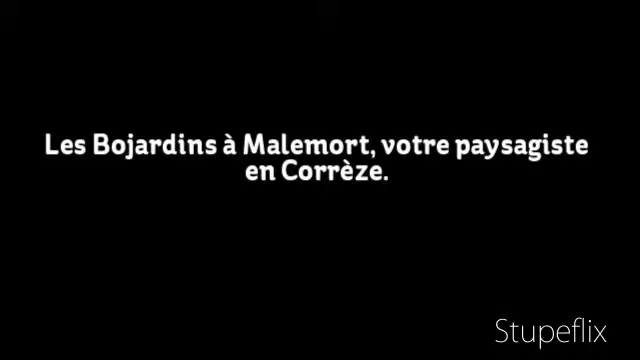 Les Bojardins à Malemort, votre paysagiste
en Corrèze.
Stupeflix